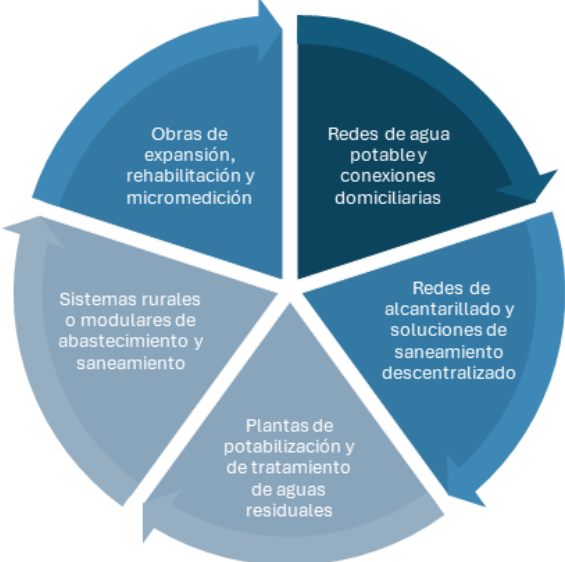 Obras de
expansión,
rehabilitación y
micromedición
Redes de agua
potable y
conexiones
domiciliarias
Redes de
alcantarillado y
soluciones de
saneamiento
descentralizado
Plantas de
potabilización y
de tratamiento
de aguas
residuales
Sistemas rurales
o modulares de
abastecimiento y
saneamiento